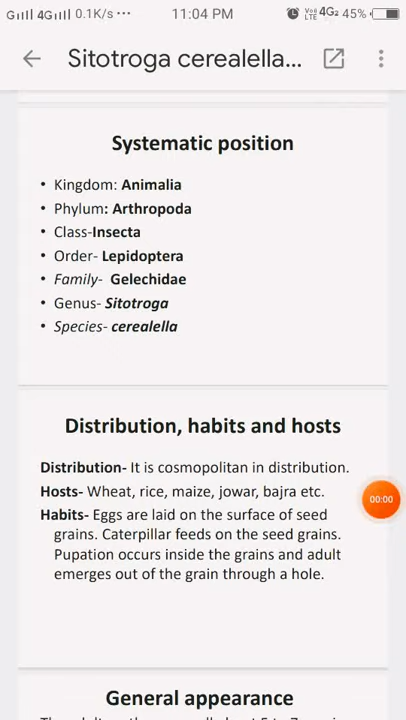 0.1K/s ••• 11:04 PM 4G2 45%
Sitotroga cerealella...
Systematic position
• Kingdom: Animalia
• Phylum: Arthropoda
• Class-Insecta
• Order- Lepidoptera
• Family- Gelechidae
• Genus- Sitotroga
• Species- cerealella
Distribution, habits and hosts
Distribution- It is cosmopolitan in distribution.
Hosts- Wheat, rice, maize, jowar, bajra etc.
00:00
Habits- Eggs are laid on the surface of seed
grains. Caterpillar feeds on the seed grains.
Pupation occurs inside the grains and adult
emerges out of the grain through a hole.
General appearance